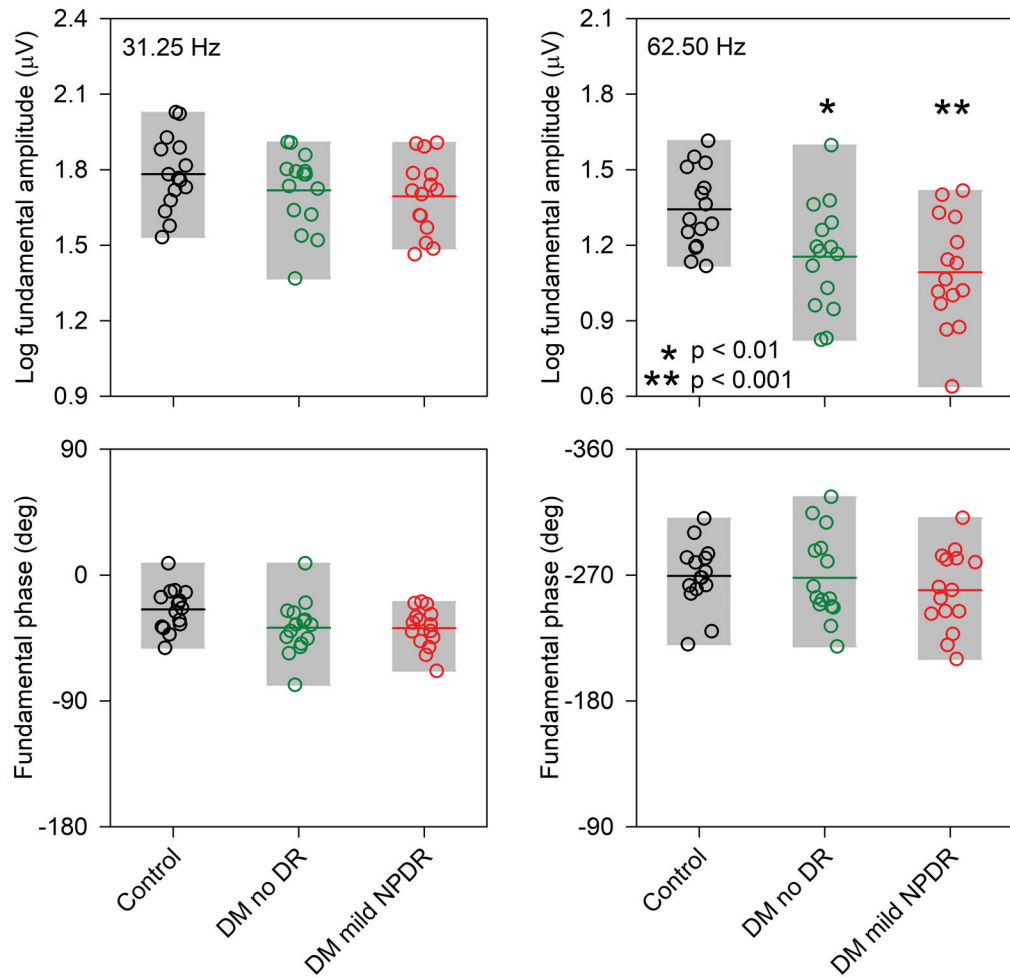 Log fundamental amplitude (μV)
2.4
2.1
1.8
1.5
1.2
0.9
31.25 Hz
Log fundamental amplitude (μV)
2.1
1.8
1.5
1.2
0.9
0.6
62.50 Hz
*
**
* p < 0.01
** p < 0.001
Fundamental phase (deg)
90
0
-90
-180
Control
DM no DR
DM mild NPDR
Fundamental phase (deg)
-360
-270
-180
-90
Control
DM no DR
DM mild NPDR